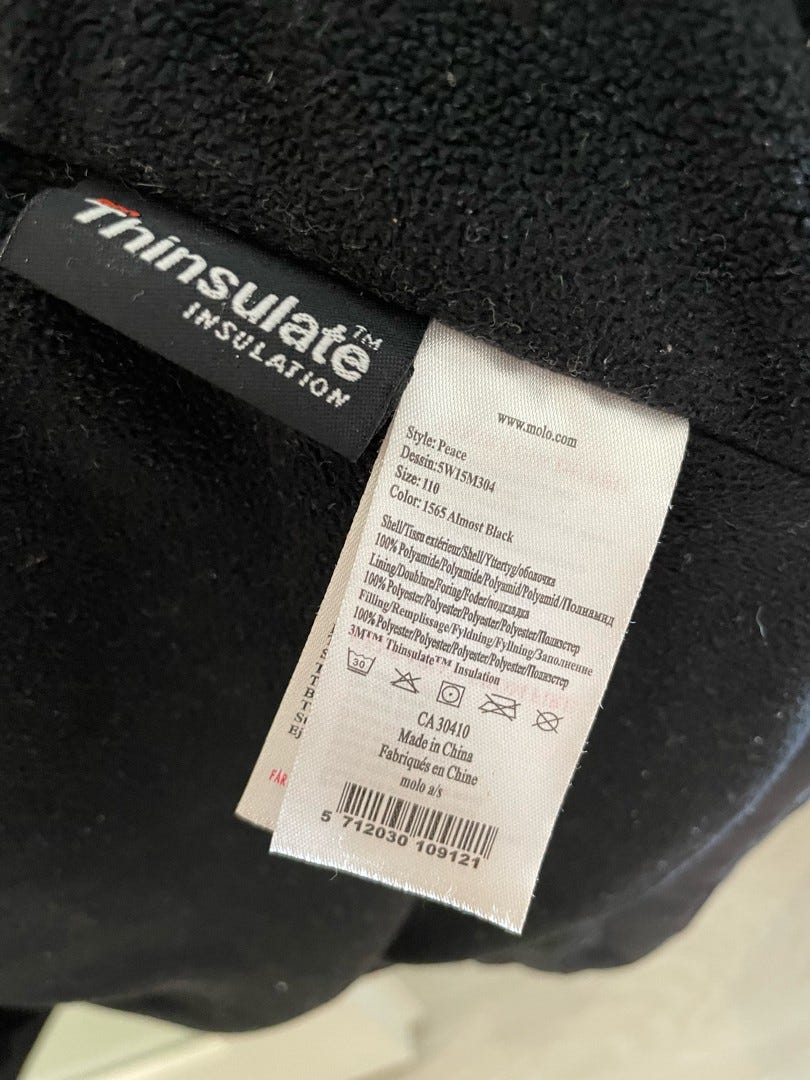 Thinsulate™
INSULATION
www.molo.com
Style: Peace
Dessin:5W15M304
Size: 110
Color: 1565 Almost Black
Shell/Tissu extérieur/Shell/Yttertyg/оболочка
100% Polyamide/Polyamide/Polyamid/Polyamid/Полиамид
Lining/Doublure/Foring/Foder/подкладка
100% Polyester/Polyester/Polyester/Polyester/Полиэстер
Filling/Remplissage/Fyldning/Fyllning/Заполнение
100% Polyester/Polyester/Polyester/Polyester/Полиэстер
3M™ Thinsulate™ Insulation
30
CA30410
Made in China
Fabriqués en Chine
molo a/s
5 712030 109121
FÄR